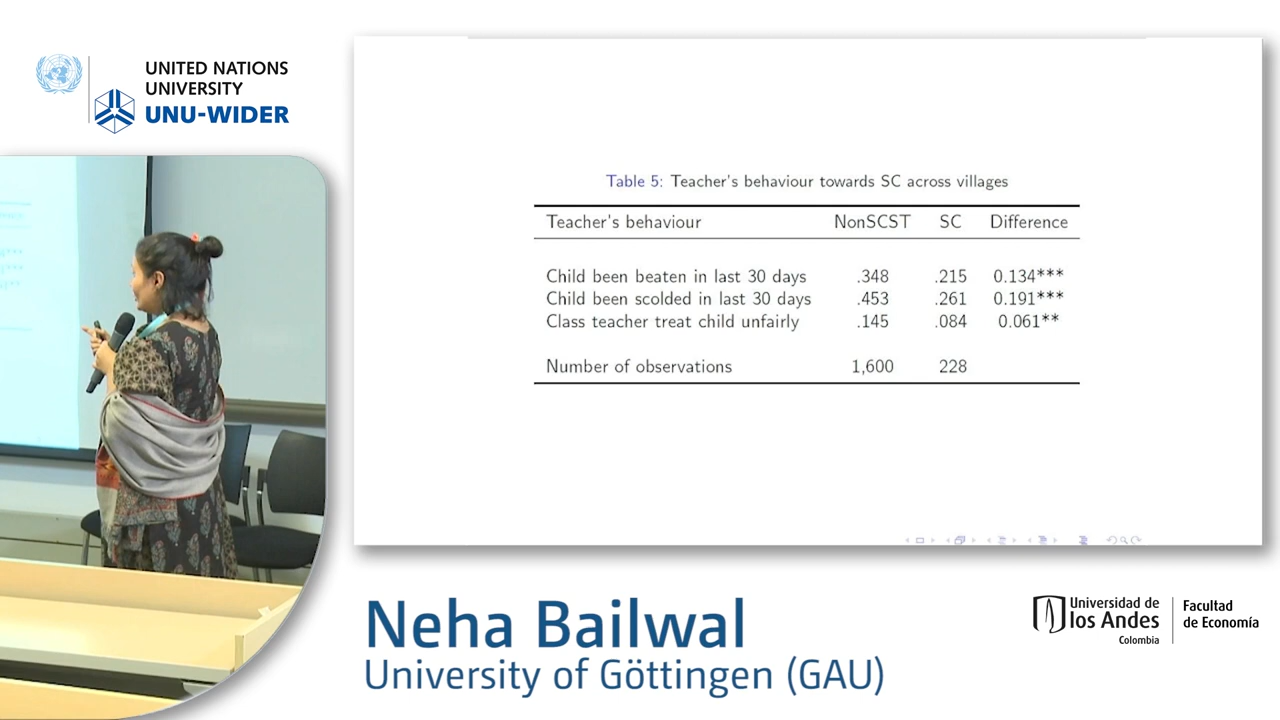 UNITED NATIONS
UNIVERSITY
UNU-WIDER
Table 5: Teacher's behaviour towards SC across villages
Teacher's behaviour NonSCST SC Difference
Child been beaten in last 30 days .348 .215 0.134***
Child been scolded in last 30 days .453 .261 0.191***
Class teacher treat child unfairly .145 .084 0.061**
Number of observations 1,600 228
Neha Bailwal
University of Göttingen (GAU)
Universidad de
los Andes
Colombia
Facultad
de Economía